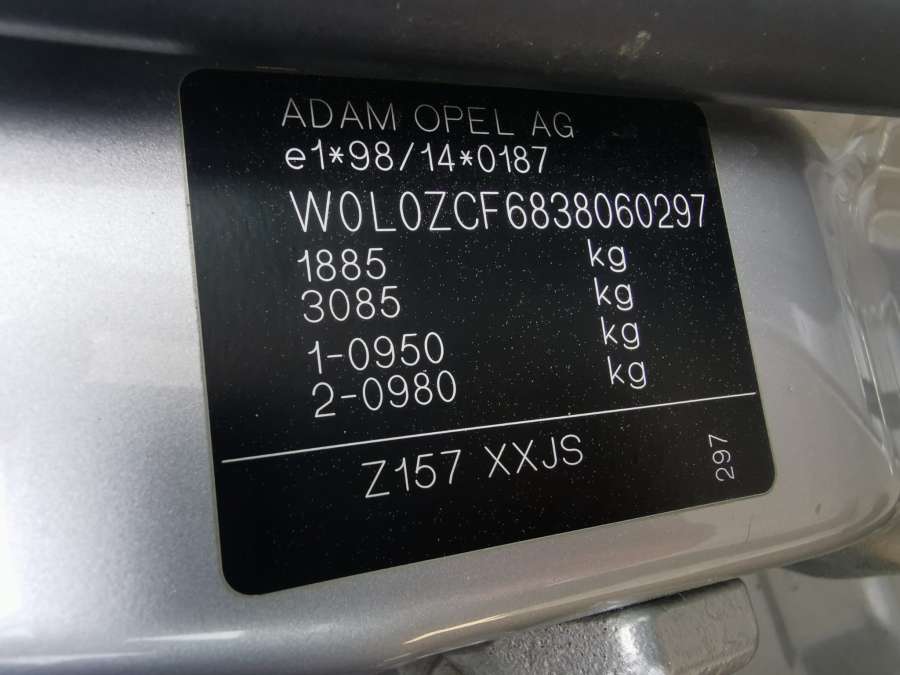 ADAM OPEL AG
e1*98/14*0187
W0L0ZCF6838060297
1885 kg
3085 kg
1-0950 kg
2-0980 kg
Z157 XXJS
297